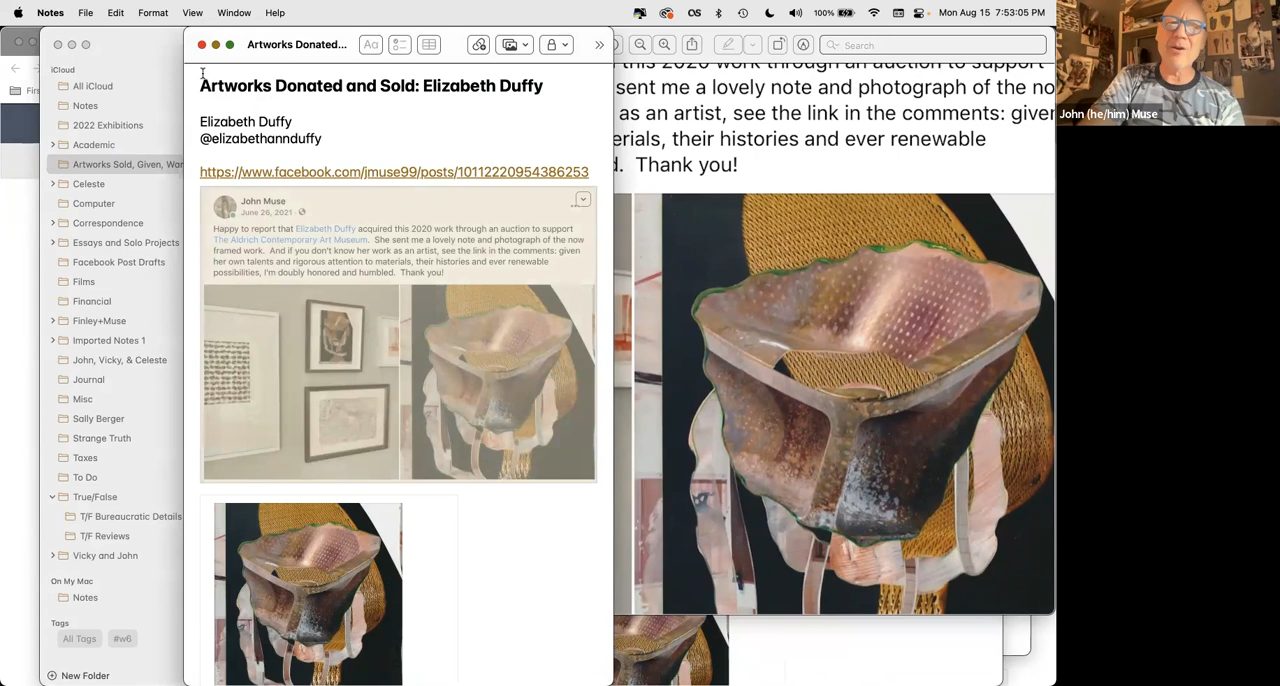 Notes File Edit Format View Window Help
100% Mon Aug 15 7:53:05 PM
Artworks Donated...
Aa
Search
iCloud
All iCloud
Notes
2022 Exhibitions
Academic
Artworks Sold, Given, War
Celeste
Computer
Correspondence
Essays and Solo Projects
Facebook Post Drafts
Films
Financial
Finley+Muse
Imported Notes 1
John, Vicky, & Celeste
Journal
Misc
Sally Berger
Strange Truth
Taxes
To Do
True/False
T/F Bureaucratic Details
T/F Reviews
Vicky and John
On My Mac
Notes
Tags
All Tags #w6
New Folder
Artworks Donated and Sold: Elizabeth Duffy
Elizabeth Duffy
@elizabethannduffy
https://www.facebook.com/jmuse99/posts/10112220954386253
John Muse
June 26, 2021
Happy to report that Elizabeth Duffy acquired this 2020 work through an auction to support
The Aldrich Contemporary Art Museum. She sent me a lovely note and photograph of the now
framed work. And if you don't know her work as an artist, see the link in the comments: given
her own talents and rigorous attention to materials, their histories and ever renewable
possibilities, I'm doubly honored and humbled. Thank you!
this 2020 work through an auction to support
sent me a lovely note and photograph of the no
as an artist, see the link in the comments: given
erials, their histories and ever renewable
d. Thank you!
John (he/him) Muse